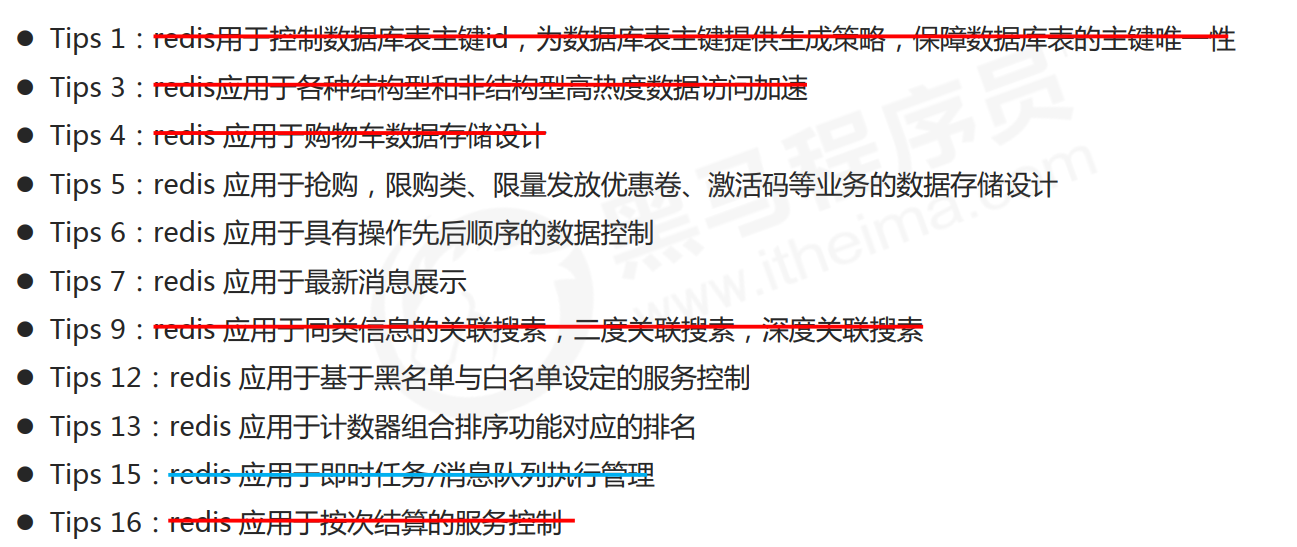 ● Tips 1：redis用于控制数据库表主键id，为数据库表主键提供生成策略，保障数据库表的主键唯一性
● Tips 3：redis应用于各种结构型和非结构型高热度数据访问加速
● Tips 4：redis 应用于购物车数据存储设计
● Tips 5：redis 应用于抢购，限购类、限量发放优惠卷、激活码等业务的数据存储设计
● Tips 6：redis 应用于具有操作先后顺序的数据控制
● Tips 7：redis 应用于最新消息展示
● Tips 9：redis 应用于同类信息的关联搜索，二度关联搜索，深度关联搜索
● Tips 12：redis 应用于基于黑名单与白名单设定的服务控制
● Tips 13：redis 应用于计数器组合排序功能对应的排名
● Tips 15：redis 应用于即时任务/消息队列执行管理
● Tips 16：redis 应用于按次结算的服务控制
黑马程序员
www.itheima.com